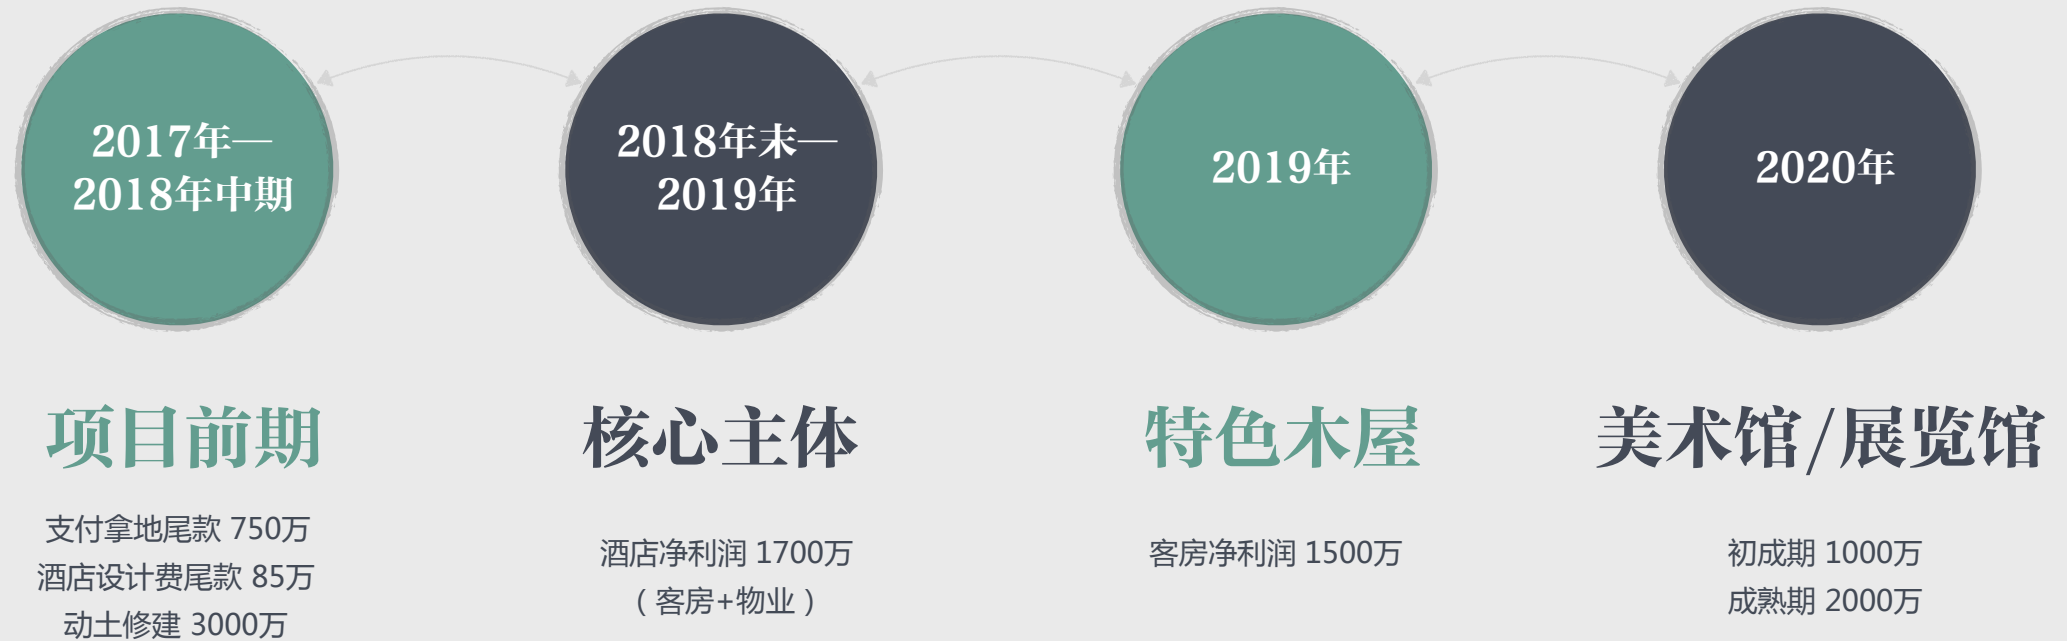 2017年—
2018年中期
2018年末—
2019年
2019年
2020年
项目前期
核心主体
特色木屋
美术馆/展览馆
支付拿地尾款 750万
酒店设计费尾款 85万
动土修建 3000万
酒店净利润 1700万
（客房+物业）
客房净利润 1500万
初成期 1000万
成熟期 2000万